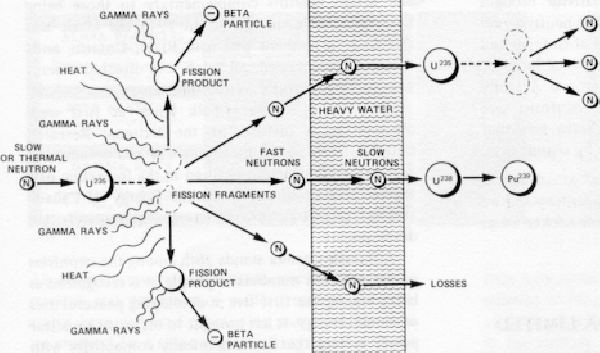 GAMMA RAYS
BETA
PARTICLE
HEAT
FISSION
PRODUCT
GAMMA RAYS
SLOW
OR THERMAL
NEUTRON
N
U²³⁵
FISSION FRAGMENTS
GAMMA RAYS
HEAT
FISSION
PRODUCT
GAMMA RAYS
BETA
PARTICLE
N
FAST
NEUTRONS
N
N
HEAVY WATER
N
SLOW
NEUTRONS
N
N
U²³⁵
N
N
N
U²³⁸
Pu²³⁹
LOSSES